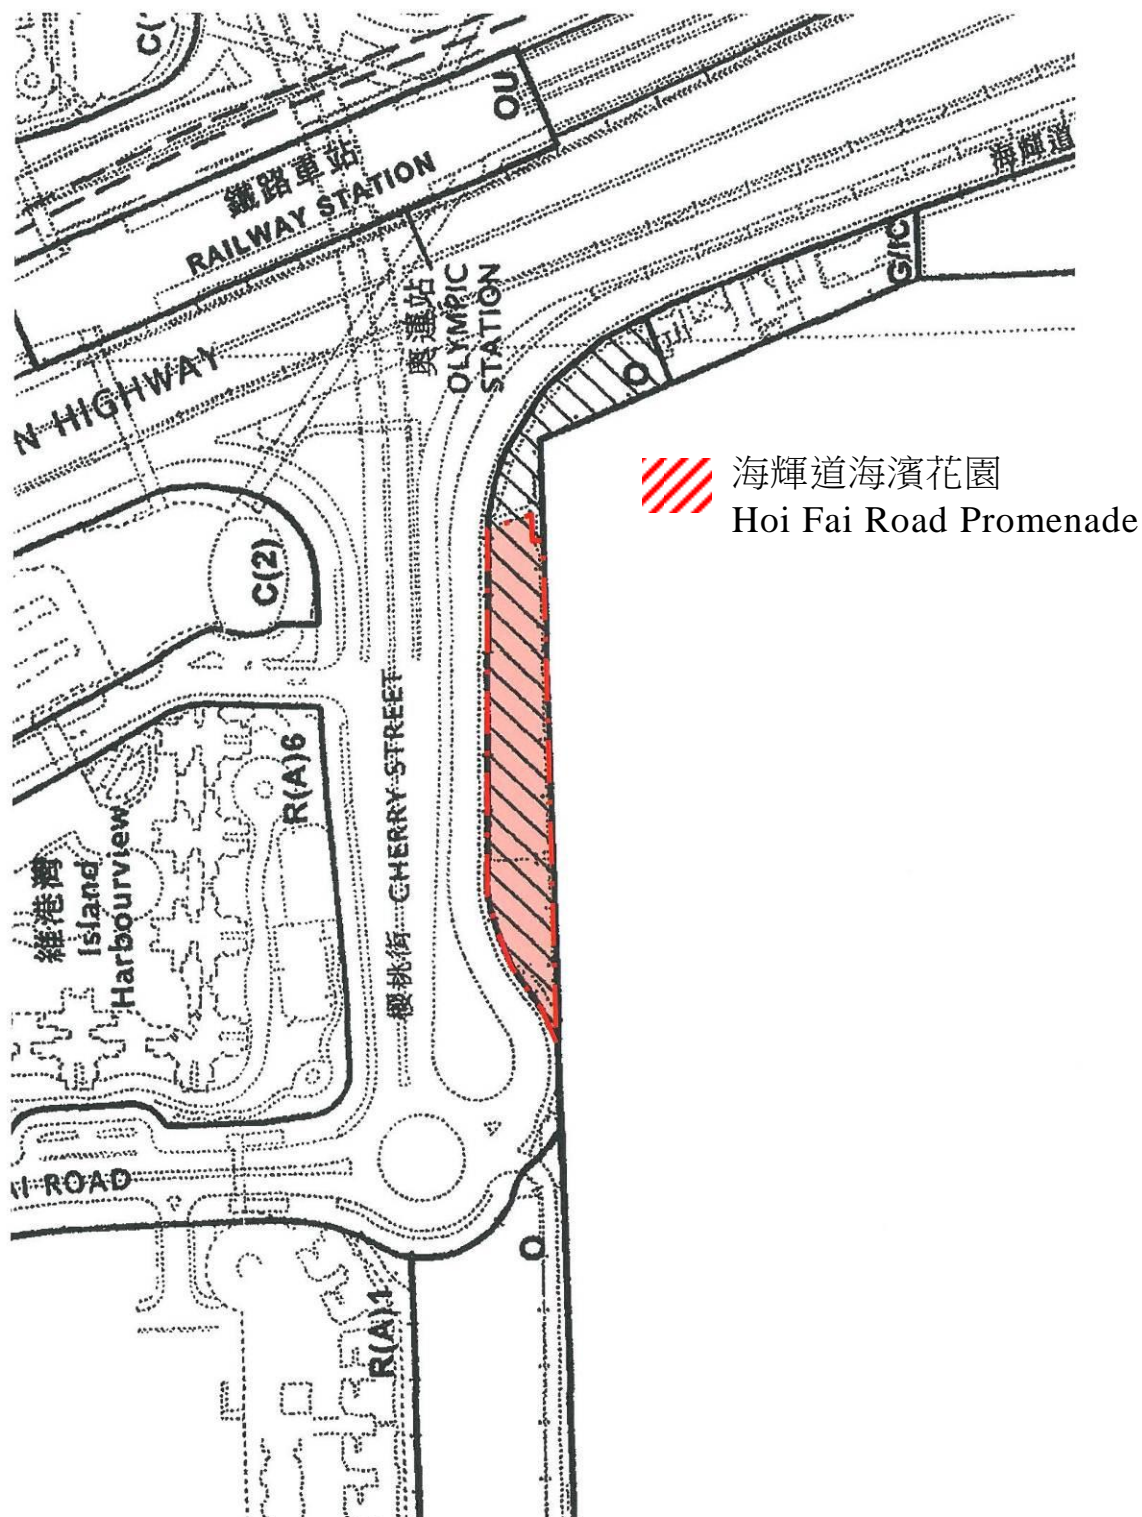 C(
OU
鐵路車站
RAILWAY STATION
海輝道
G/IC
奧運站
OLYMPIC
STATION
N HIGHWAY
O
海輝道海濱花園
Hoi Fai Road Promenade
C(2)
R(A)6
櫻桃街 CHERRY STREET
維港灣
Island
Harbourview
AI ROAD
O
R(A)1